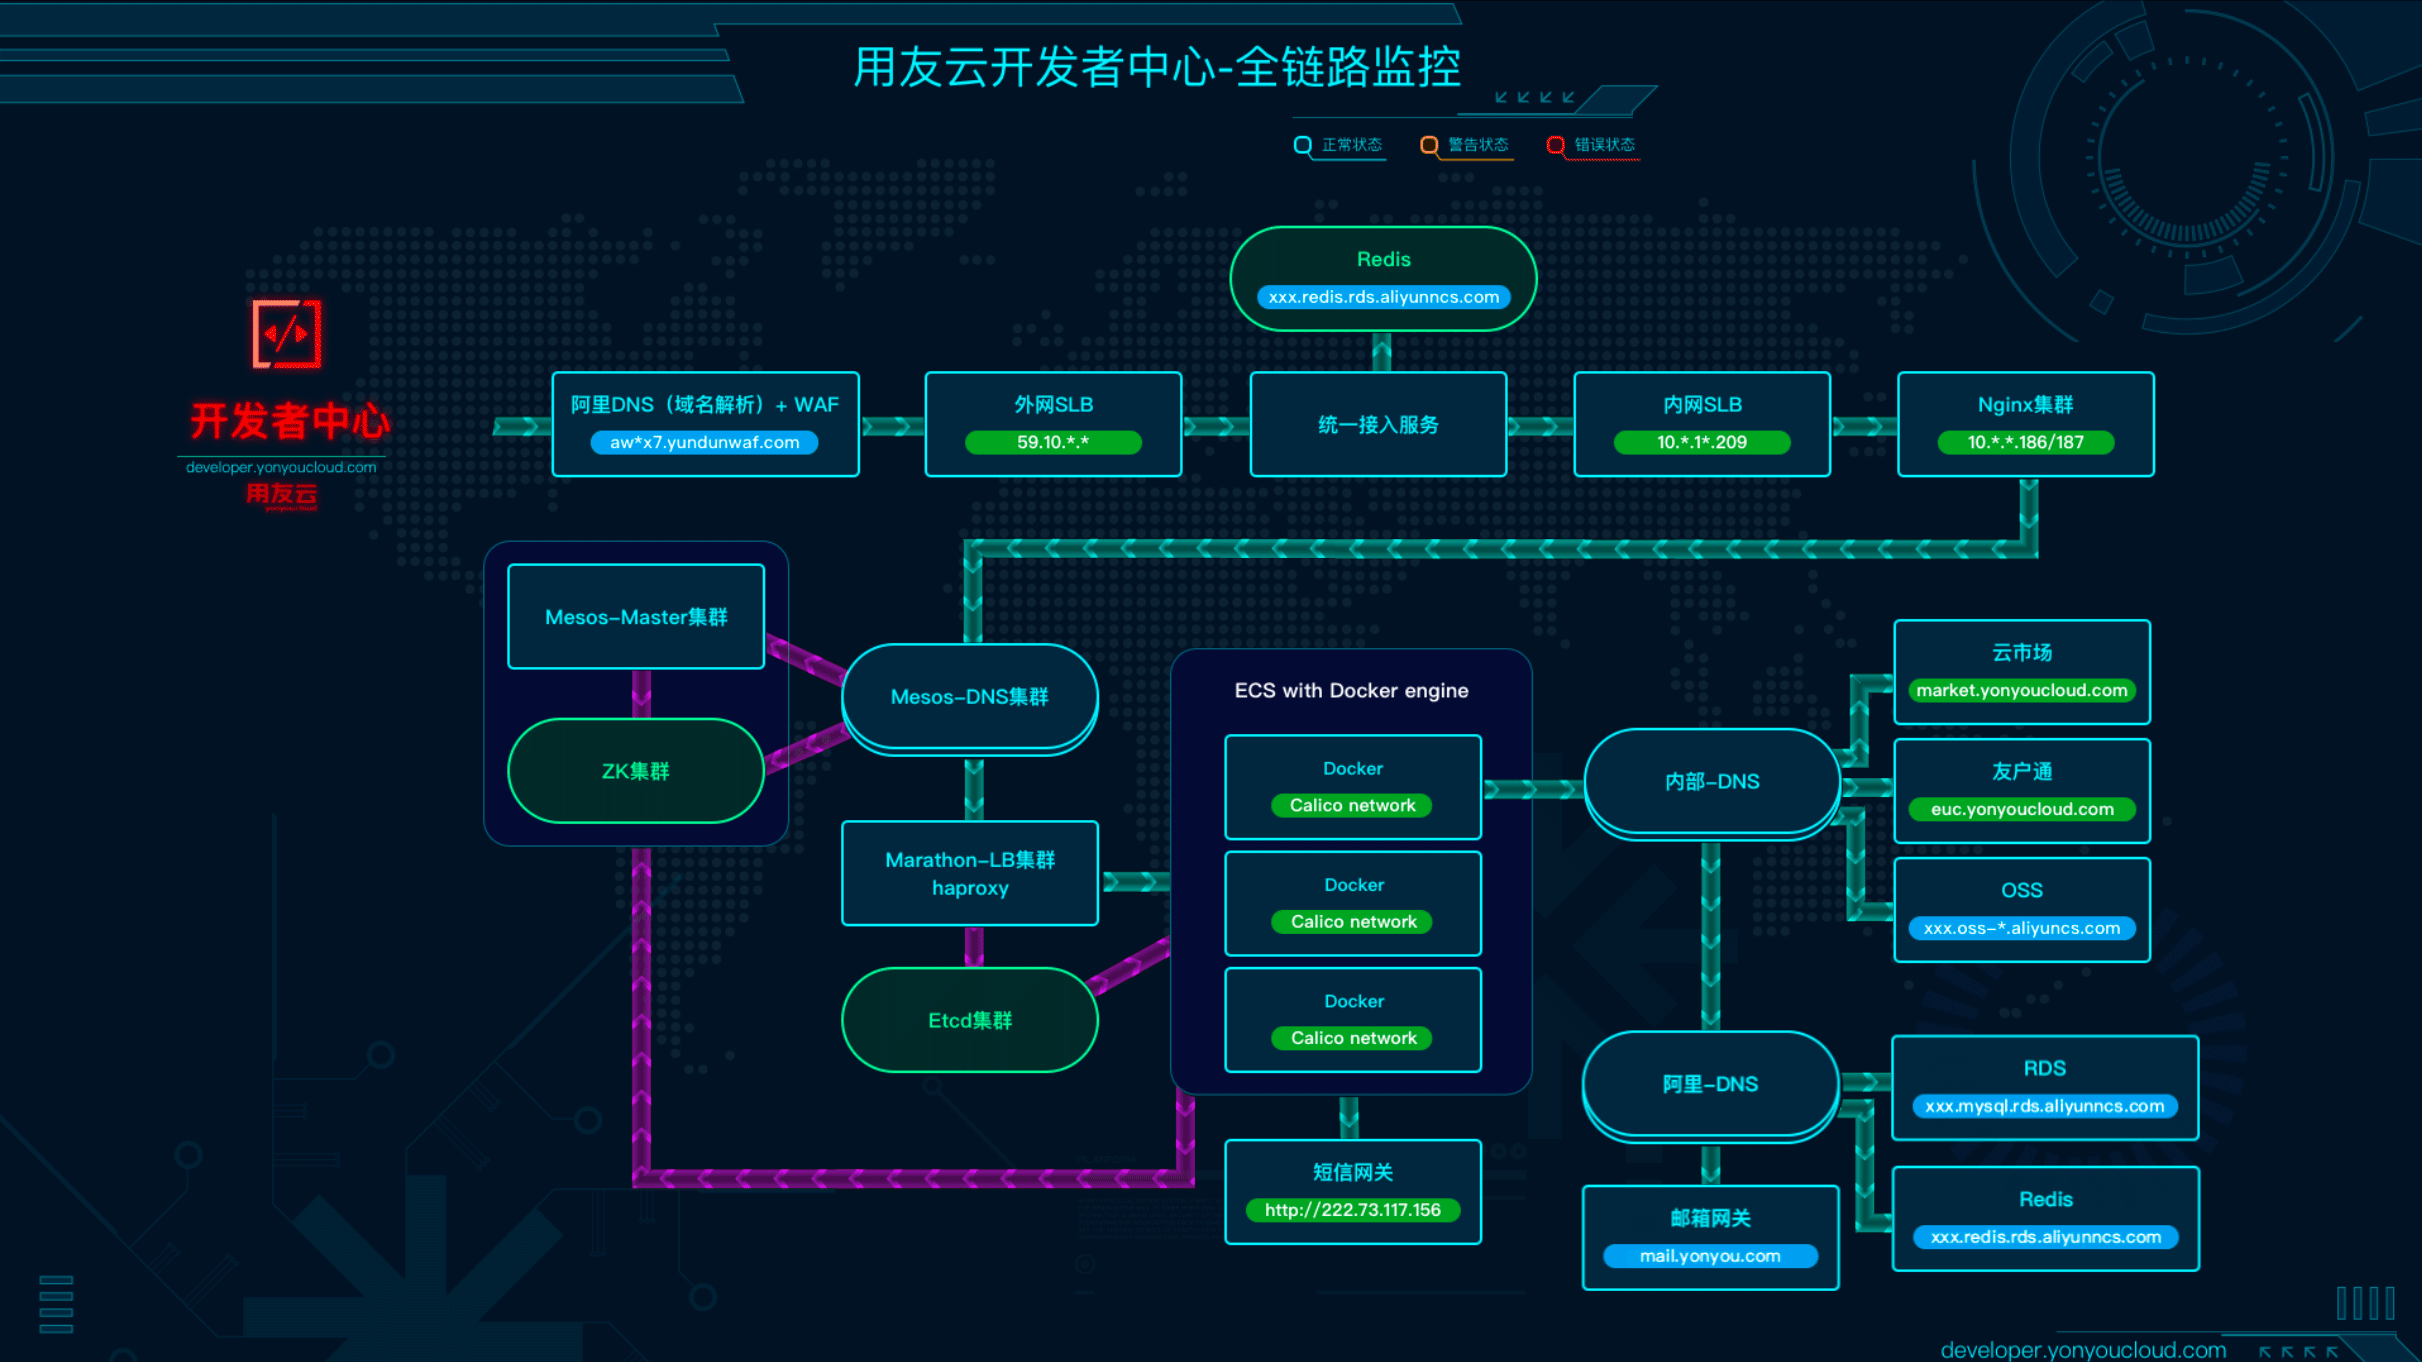 用友云开发者中心-全链路监控
正常状态
警告状态
错误状态
Redis
xxx.redis.rds.aliyunncs.com
开发者中心
developer.yonyoucloud.com
用友云
阿里DNS（域名解析）+ WAF
aw*x7.yundunwaf.com
外网SLB
59.10.*.*
统一接入服务
内网SLB
10.*.1*.209
Nginx集群
10.*.*.186/187
Mesos-Master集群
ZK集群
Mesos-DNS集群
Marathon-LB集群
haproxy
Etcd集群
ECS with Docker engine
Docker
Calico network
Docker
Calico network
Docker
Calico network
短信网关
http://222.73.117.156
内部-DNS
云市场
market.yonyoucloud.com
友户通
euc.yonyoucloud.com
OSS
xxx.oss-*.aliyuncs.com
阿里-DNS
RDS
xxx.mysql.rds.aliyunncs.com
Redis
xxx.redis.rds.aliyunncs.com
邮箱网关
mail.yonyou.com
developer.yonyoucloud.com